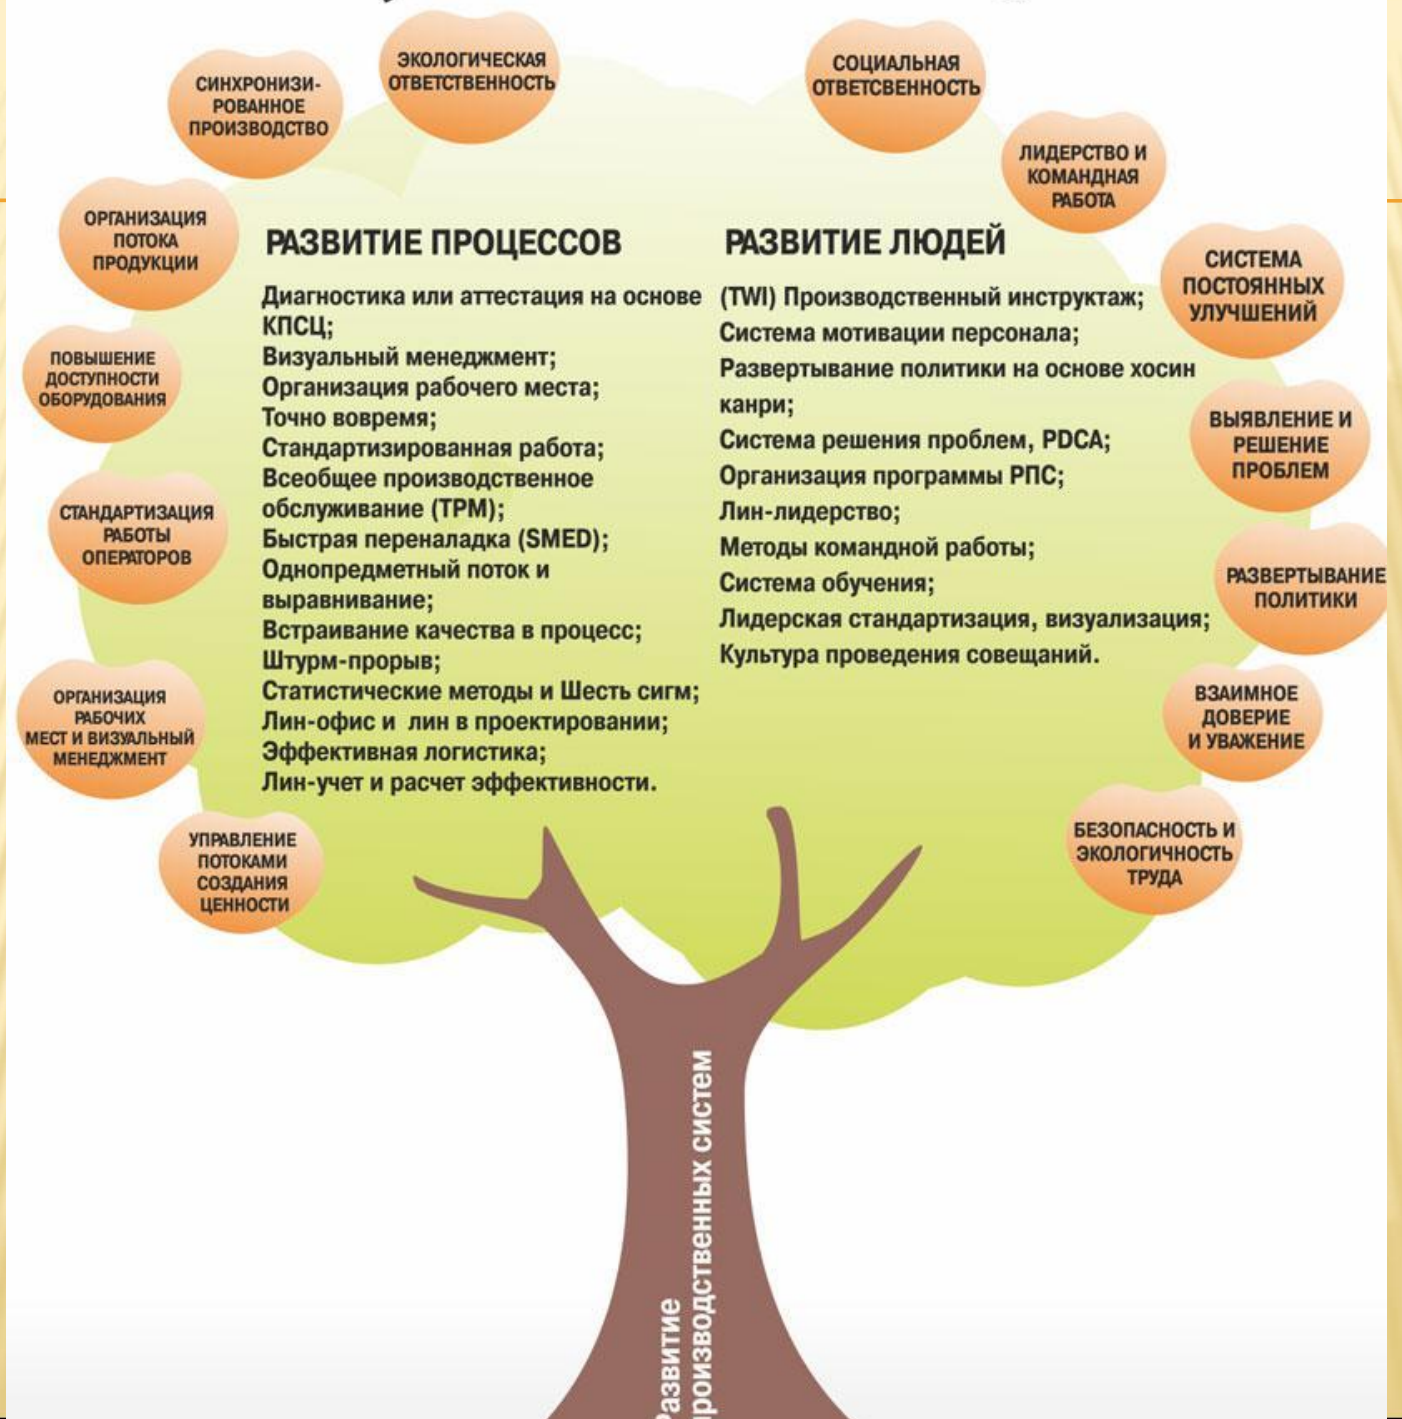 ЭКОЛОГИЧЕСКАЯ
ОТВЕТСТВЕННОСТЬ
СИНХРОНИЗИ-
РОВАННОЕ
ПРОИЗВОДСТВО
ОРГАНИЗАЦИЯ
ПОТОКА
ПРОДУКЦИИ
ПОВЫШЕНИЕ
ДОСТУПНОСТИ
ОБОРУДОВАНИЯ
СТАНДАРТИЗАЦИЯ
РАБОТЫ
ОПЕРАТОРОВ
ОРГАНИЗАЦИЯ
РАБОЧИХ
МЕСТ И ВИЗУАЛЬНЫЙ
МЕНЕДЖМЕНТ
УПРАВЛЕНИЕ
ПОТОКАМИ
СОЗДАНИЯ
ЦЕННОСТИ
РАЗВИТИЕ ПРОЦЕССОВ
Диагностика или аттестация на основе
КПСЦ;
Визуальный менеджмент;
Организация рабочего места;
Точно вовремя;
Стандартизированная работа;
Всеобщее производственное
обслуживание (TPM);
Быстрая переналадка (SMED);
Однопредметный поток и
выравнивание;
Встраивание качества в процесс;
Штурм-прорыв;
Статистические методы и Шесть сигм;
Лин-офис и лин в проектировании;
Эффективная логистика;
Лин-учет и расчет эффективности.
РАЗВИТИЕ ЛЮДЕЙ
(TWI) Производственный инструктаж;
Система мотивации персонала;
Развертывание политики на основе хосин
канри;
Система решения проблем, PDCA;
Организация программы РПС;
Лин-лидерство;
Методы командной работы;
Система обучения;
Лидерская стандартизация, визуализация;
Культура проведения совещаний.
СОЦИАЛЬНАЯ
ОТВЕТСВЕННОСТЬ
ЛИДЕРСТВО И
КОМАНДНАЯ
РАБОТА
СИСТЕМА
ПОСТОЯННЫХ
УЛУЧШЕНИЙ
ВЫЯВЛЕНИЕ И
РЕШЕНИЕ
ПРОБЛЕМ
РАЗВЕРТЫВАНИЕ
ПОЛИТИКИ
ВЗАИМНОЕ
ДОВЕРИЕ
И УВАЖЕНИЕ
БЕЗОПАСНОСТЬ И
ЭКОЛОГИЧНОСТЬ
ТРУДА
Развитие
производственных систем